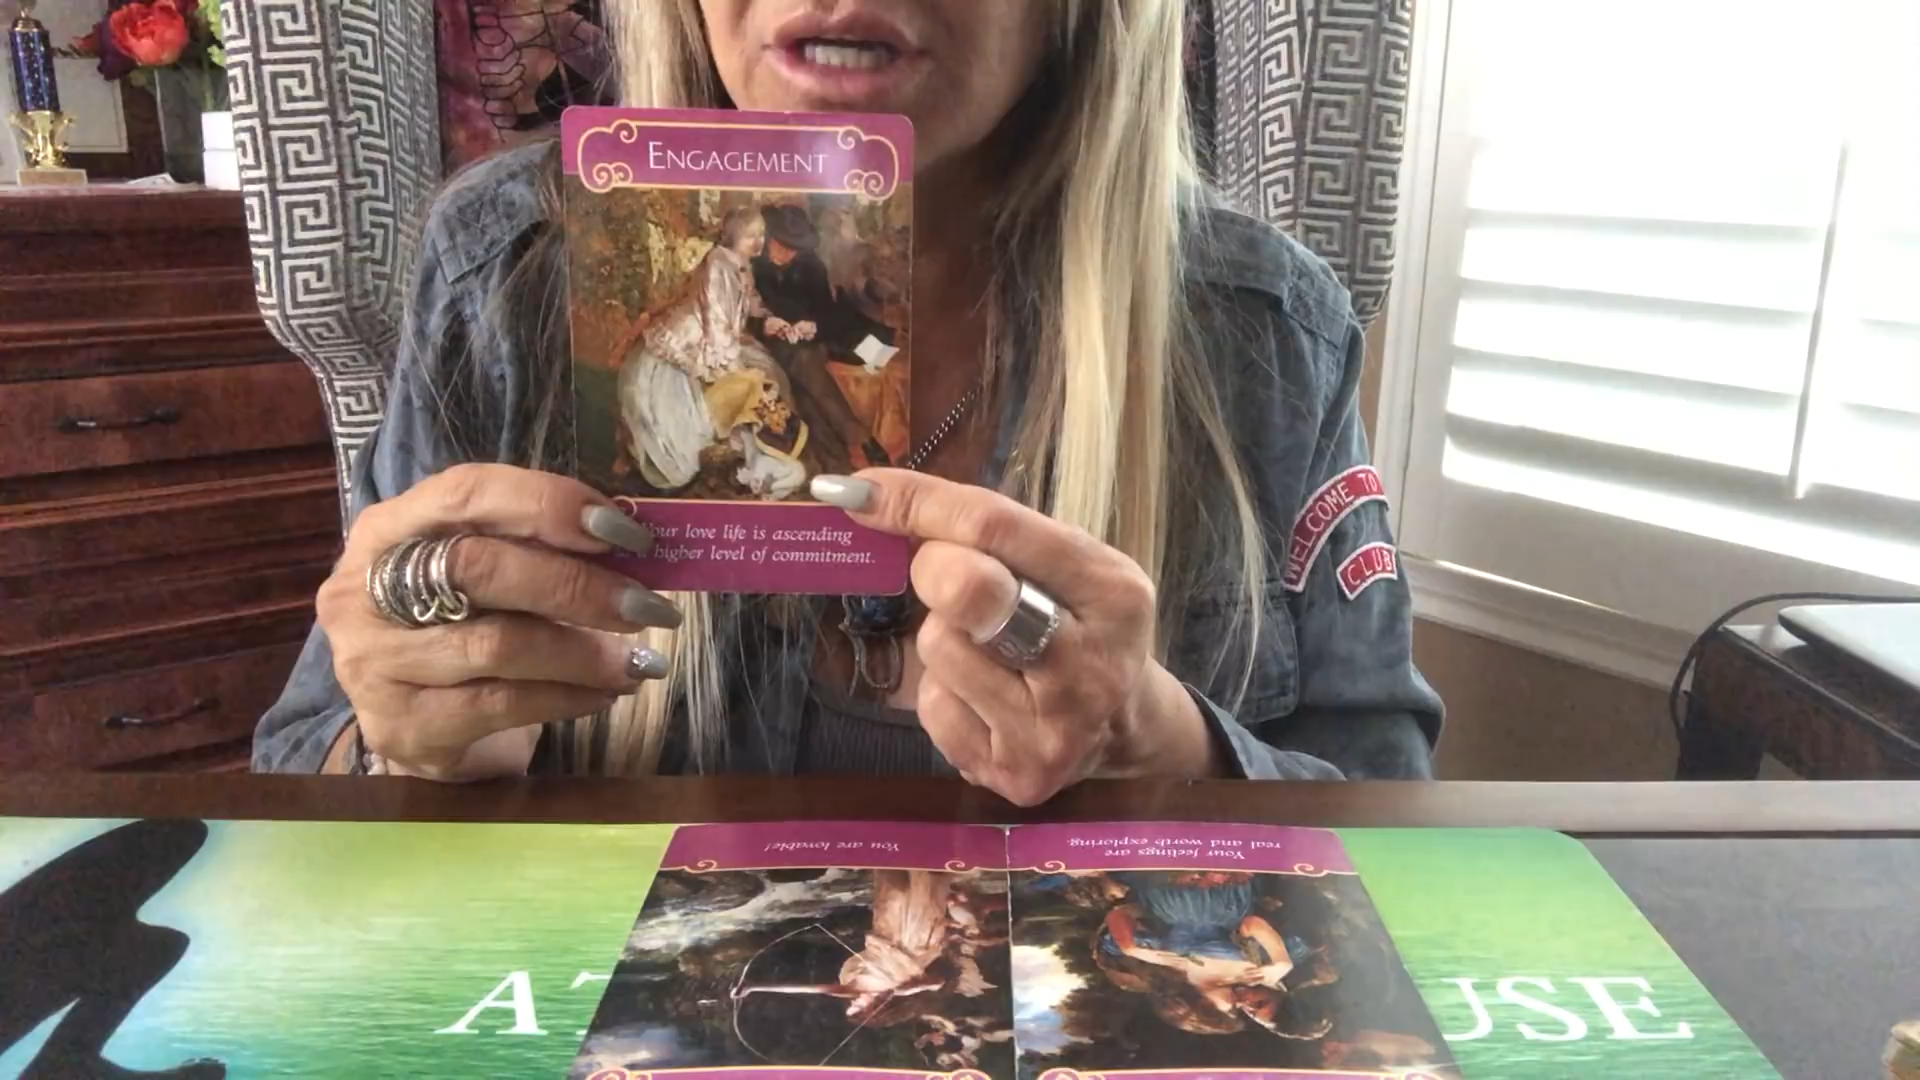 ENGAGEMENT
Your love life is ascending
higher level of commitment.
WELCOME TO
CLUB
You are lovable!
Your feelings are
real and worth exploring.
A
USE